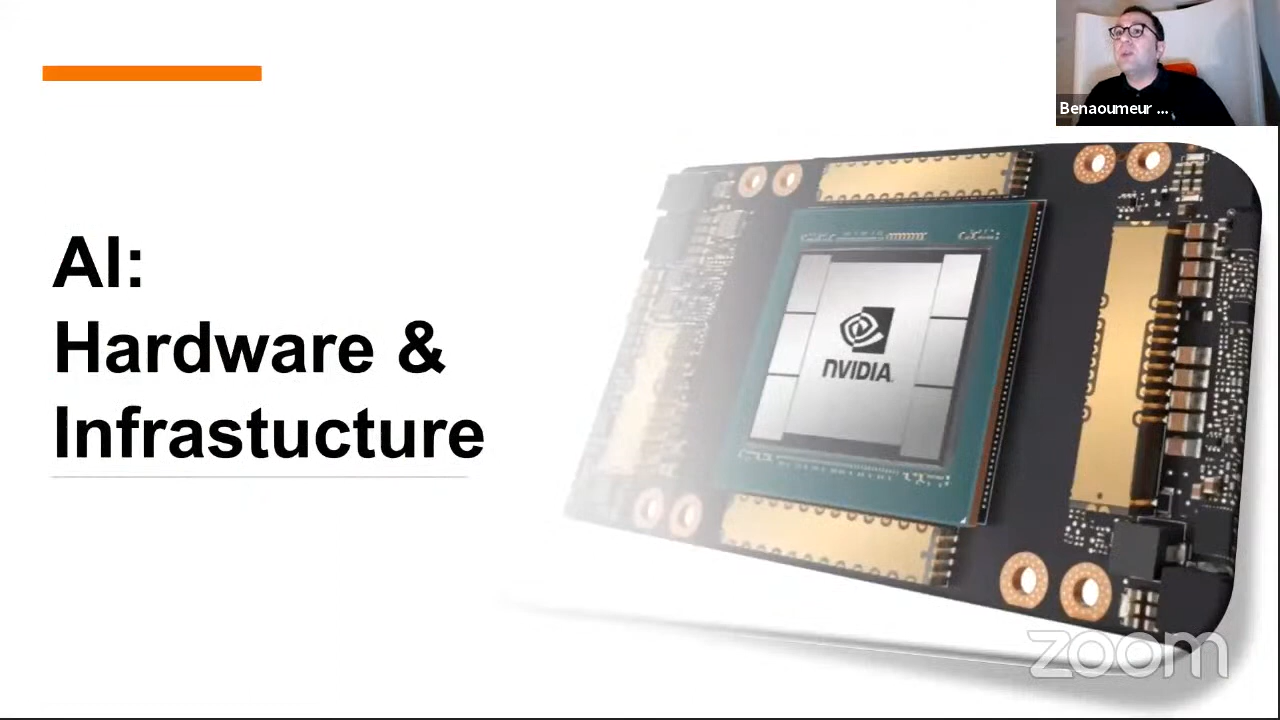 Benaoumeur ...
AI:
Hardware &
Infrastucture
NVIDIA
zoom